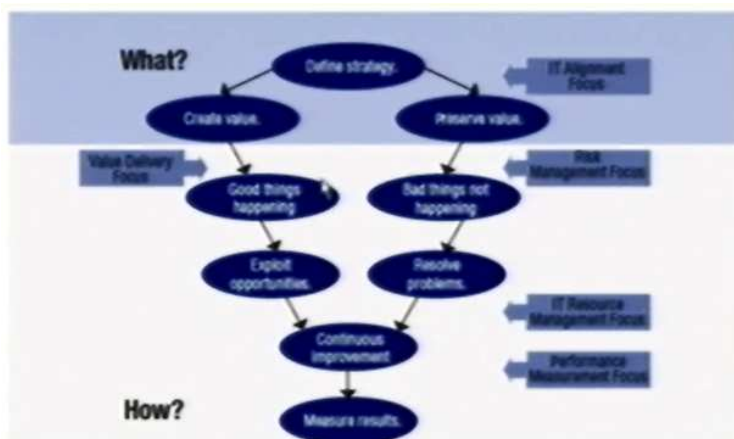 What?
Define strategy.
IT Alignment
Focus
Create value.
Preserve value.
Value Delivery
Focus
Risk
Management Focus
Good things
happening
Bad things not
happening
Exploit
opportunities.
Resolve
problems.
IT Resource
Management Focus
Continuous
improvement
Performance
Measurement Focus
How?
Measure results.